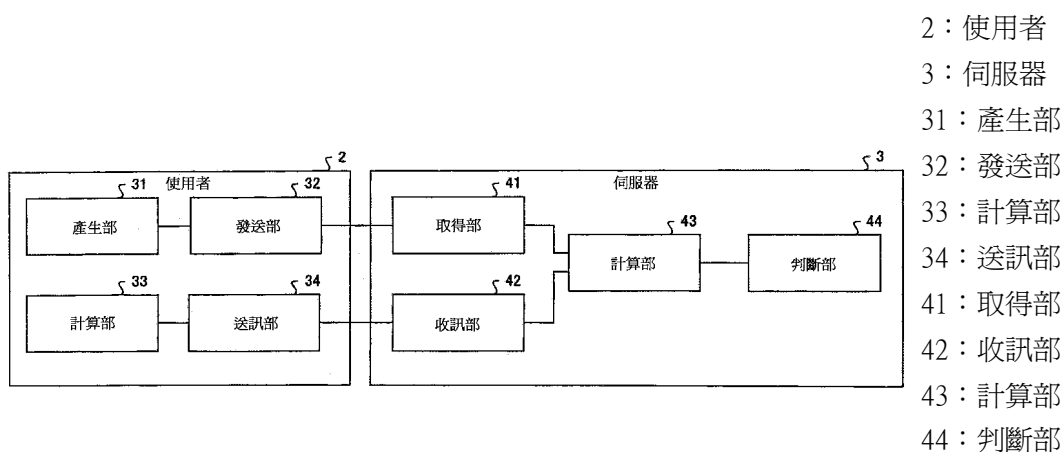 2：使用者
3：伺服器
31：產生部
32：發送部
33：計算部
34：送訊部
41：取得部
42：收訊部
43：計算部
44：判斷部
2
3
使用者
伺服器
31
32
41
產生部
發送部
取得部
43
44
計算部
判斷部
33
34
42
計算部
送訊部
收訊部